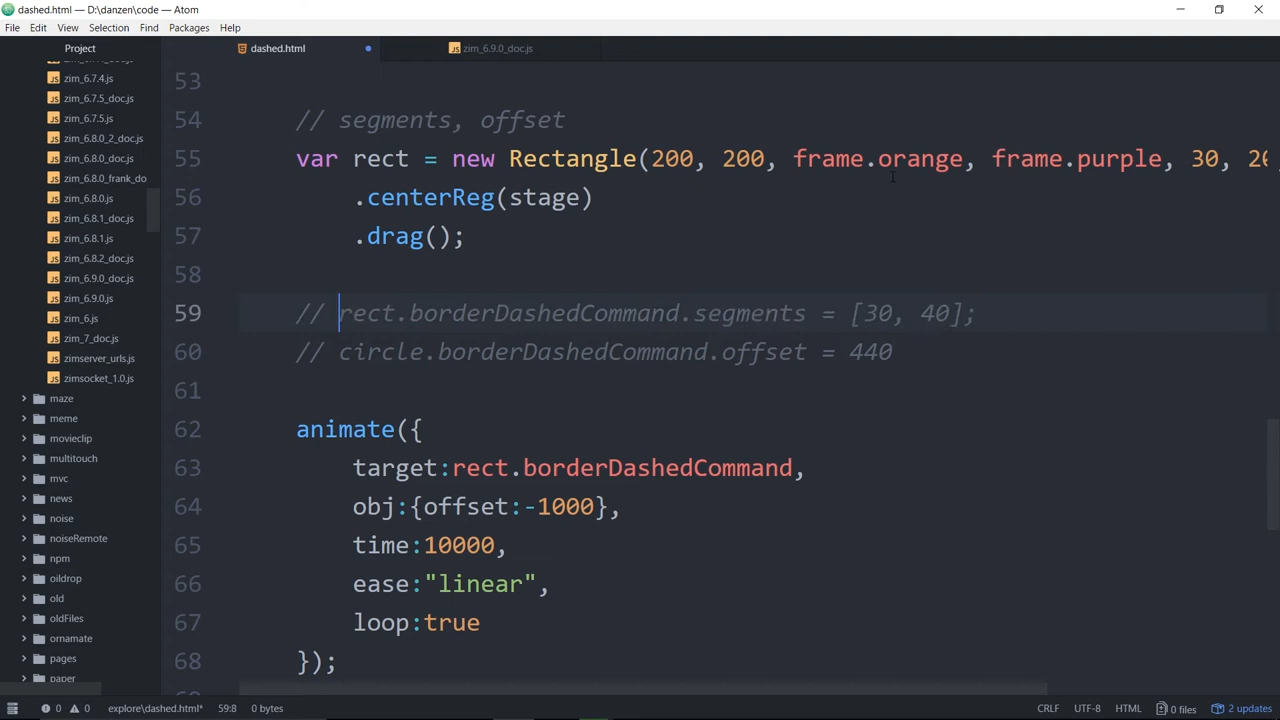 dashed.html — D:\danzen\code — Atom
File Edit View Selection Find Packages Help
Project
dashed.html
zim_6.9.0_doc.js
zim_6.7.4.js
zim_6.7.5_doc.js
zim_6.7.5.js
zim_6.8.0_2_doc.js
zim_6.8.0_doc.js
zim_6.8.0_frank_do
zim_6.8.0.js
zim_6.8.1_doc.js
zim_6.8.1.js
zim_6.8.2_doc.js
zim_6.9.0_doc.js
zim_6.9.0.js
zim_6.js
zim_7_doc.js
zimserver_urls.js
zimsocket_1.0.js
maze
meme
movieclip
multitouch
mvc
news
noise
noiseRemote
npm
oildrop
old
oldFiles
ornamate
pages
paper
53
54 // segments, offset
55 var rect = new Rectangle(200, 200, frame.orange, frame.purple, 30, 20
56 .centerReg(stage)
57 .drag();
58
59 // rect.borderDashedCommand.segments = [30, 40];
60 // circle.borderDashedCommand.offset = 440
61
62 animate({
63 target:rect.borderDashedCommand,
64 obj:{offset:-1000},
65 time:10000,
66 ease:"linear",
67 loop:true
68 });
0 0 explore\dashed.html* 59:8 0 bytes CRLF UTF-8 HTML 0 files 2 updates